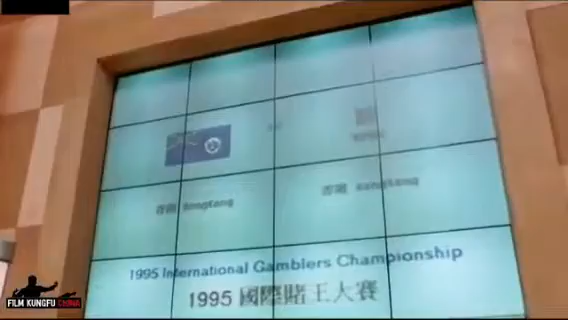 香港 HongKong
香港 HongKong
1995 International Gamblers Championship
1995 國際賭王大賽
FILM KUNGFU CHINA